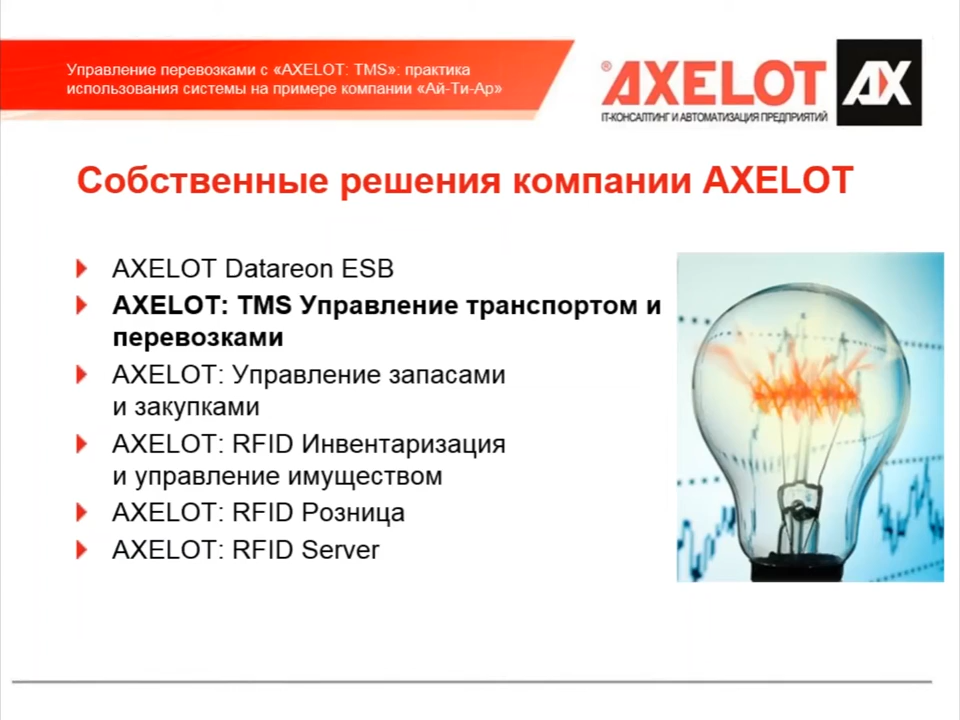 Управление перевозками с «AXELOT: TMS»: практика
использования системы на примере компании «Ай-Ти-Ар»
®AXELOT AX
IT-КОНСАЛТИНГ И АВТОМАТИЗАЦИЯ ПРЕДПРИЯТИЙ
Собственные решения компании AXELOT
AXELOT Datareon ESB
AXELOT: TMS Управление транспортом и
перевозками
AXELOT: Управление запасами
и закупками
AXELOT: RFID Инвентаризация
и управление имуществом
AXELOT: RFID Розница
AXELOT: RFID Server